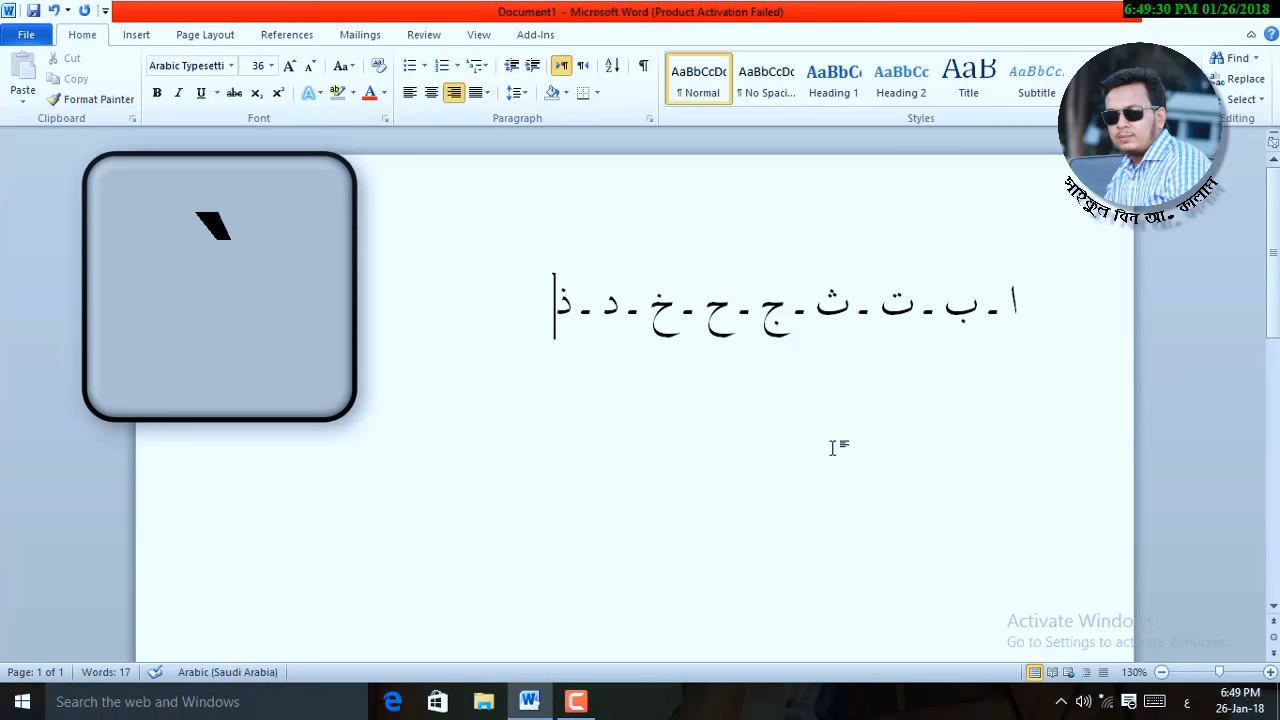 Document1 - Microsoft Word (Product Activation Failed)
6:49:30 PM 01/26/2018
File Home Insert Page Layout References Mailings Review View Add-Ins
Paste
Cut
Copy
Format Painter
Clipboard
Arabic Typesetti 36
Font
Paragraph
AaBbCcDc AaBbCcDc AaBbCc AaBbCc AaB AaBbCc.
¶ Normal ¶ No Spaci... Heading 1 Heading 2 Title Subtitle
Styles
Find
Replace
Select
Editing
সাইফুল বিন আ. কালাম
`
ا - ب - ت - ث - ج - ح - خ - د - ذ
Activate Windows
Go to Settings to activate Windows.
Page: 1 of 1 Words: 17 Arabic (Saudi Arabia) 130%
Search the web and Windows
ع
6:49 PM
26-Jan-18